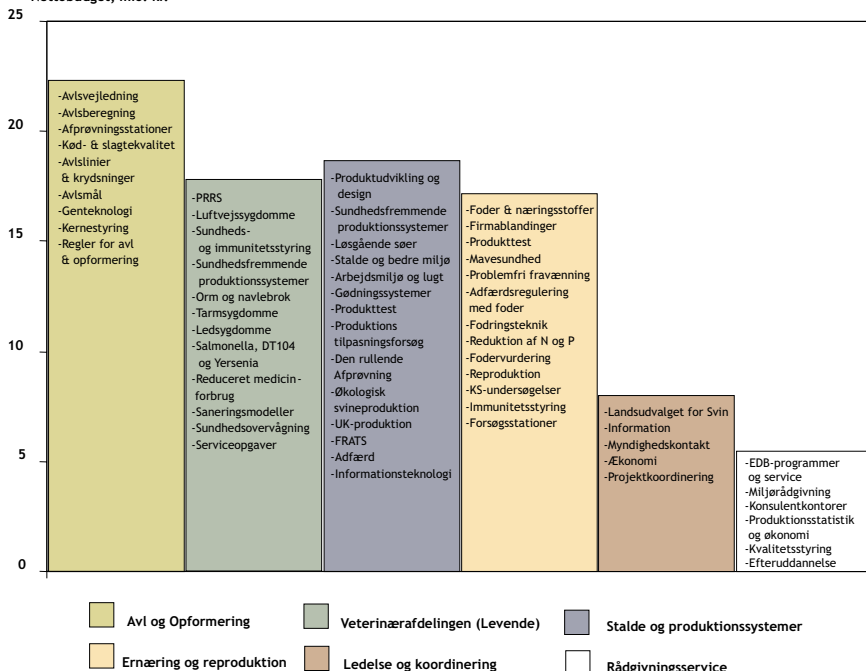 25
20
15
10
5
0
-Avlsvejledning
-Avlsberegning
-Afprøvningsstationer
-Kød- & slagtekvalitet
-Avlslinier
& krydsninger
-Avlsmål
-Genteknologi
-Kernestyring
-Regler for avl
& opformering
-PRRS
-Luftvejssygdomme
-Sundheds-
og immunitetsstyring
-Sundhedsfremmende
produktionssystemer
-Orm og navlebrok
-Tarmsygdomme
-Ledsygdomme
-Salmonella, DT104
og Yersenia
-Reduceret medicin-
forbrug
-Saneringsmodeller
-Sundhedsovervågning
-Serviceopgaver
-Produktudvikling og
design
-Sundhedsfremmende
produktionssystemer
-Løsgående søer
-Stalde og bedre miljø
-Arbejdsmiljø og lugt
-Gødningssystemer
-Produkttest
-Produktions
tilpasningsforsøg
-Den rullende
Afprøvning
-Økologisk
svineproduktion
-UK-produktion
-FRATS
-Adfærd
-Informationsteknologi
-Foder & næringsstoffer
-Firmablandinger
-Produkttest
-Mavesundhed
-Problemfri fravænning
-Adfærdsregulering
med foder
-Fodringsteknik
-Reduktion af N og P
-Fodervurdering
-Reproduktion
-KS-undersøgelser
-Immunitetsstyring
-Forsøgsstationer
-Landsudvalget for Svin
-Information
-Myndighedskontakt
-Ækonomi
-Projektkoordinering
-EDB-programmer
og service
-Miljørådgivning
-Konsulentkontorer
-Produktionsstatistik
og økonomi
-Kvalitetsstyring
-Efteruddannelse
Avl og Opformering
Veterinærafdelingen (Levende)
Stalde og produktionssystemer
Ernæring og reproduktion
Ledelse og koordinering
Rådgivningsservice